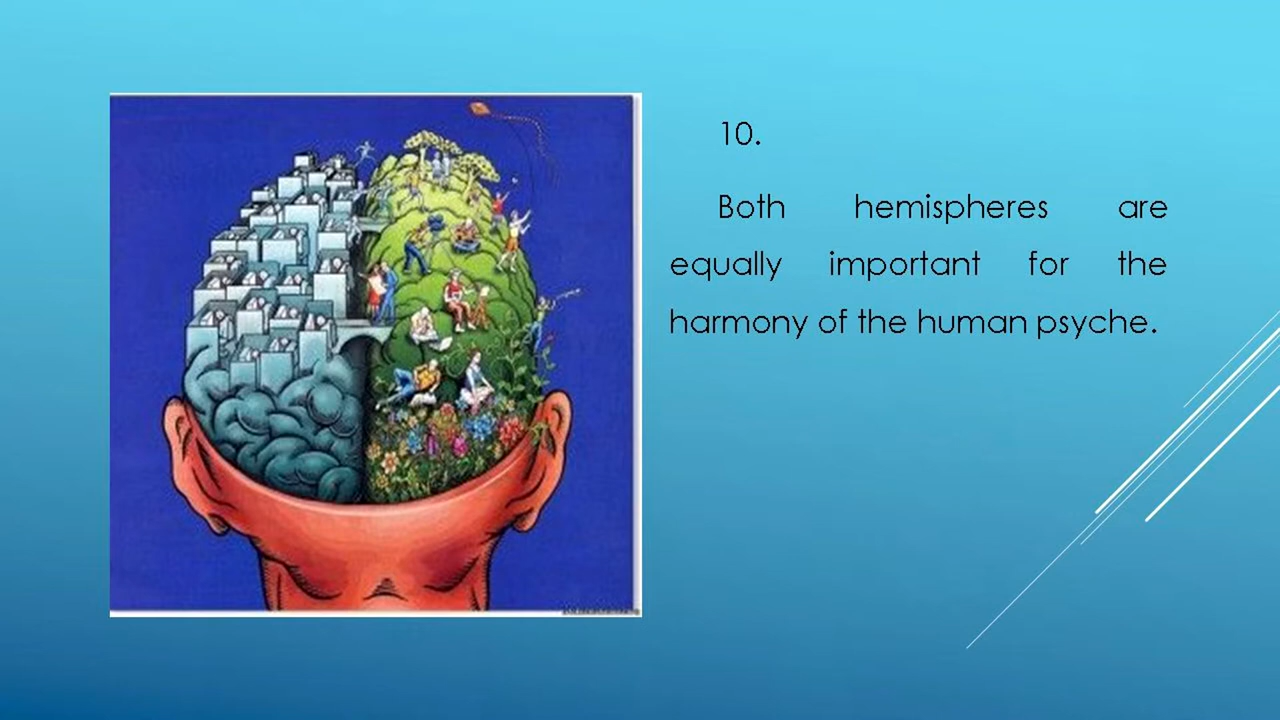 10.
Both hemispheres are
equally important for the
harmony of the human psyche.